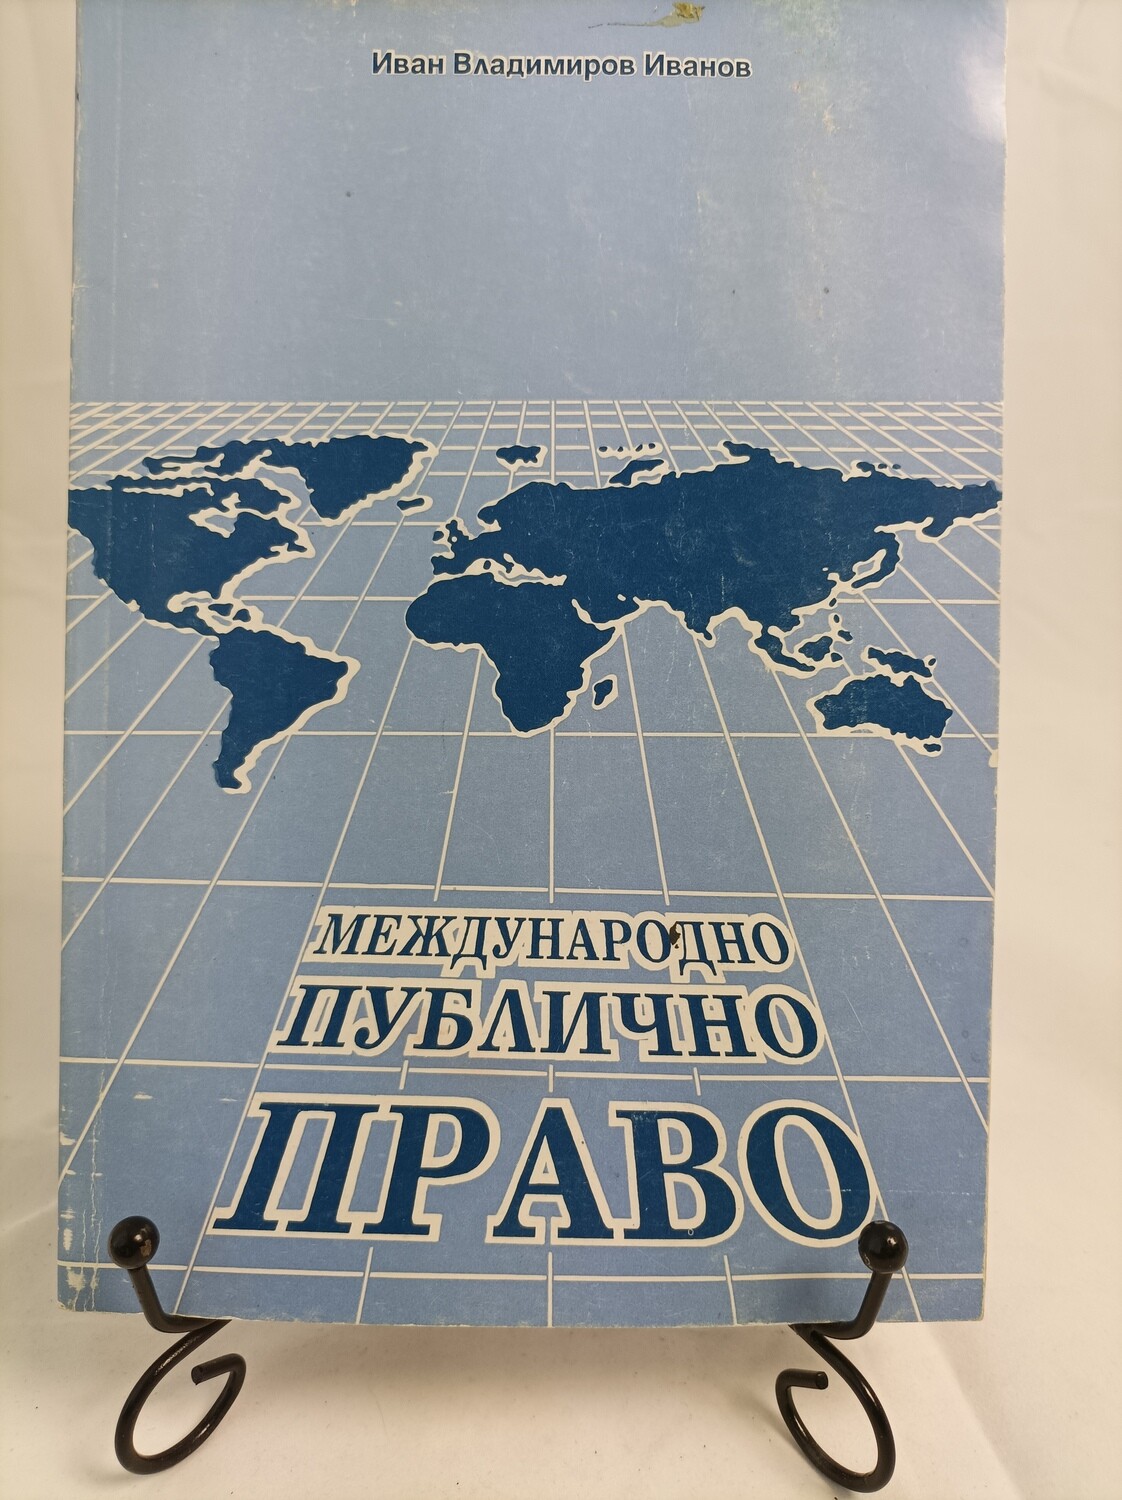 Иван Владимиров Иванов
МЕЖДУНАРОДНО
ПУБЛИЧНО
ПРАВО